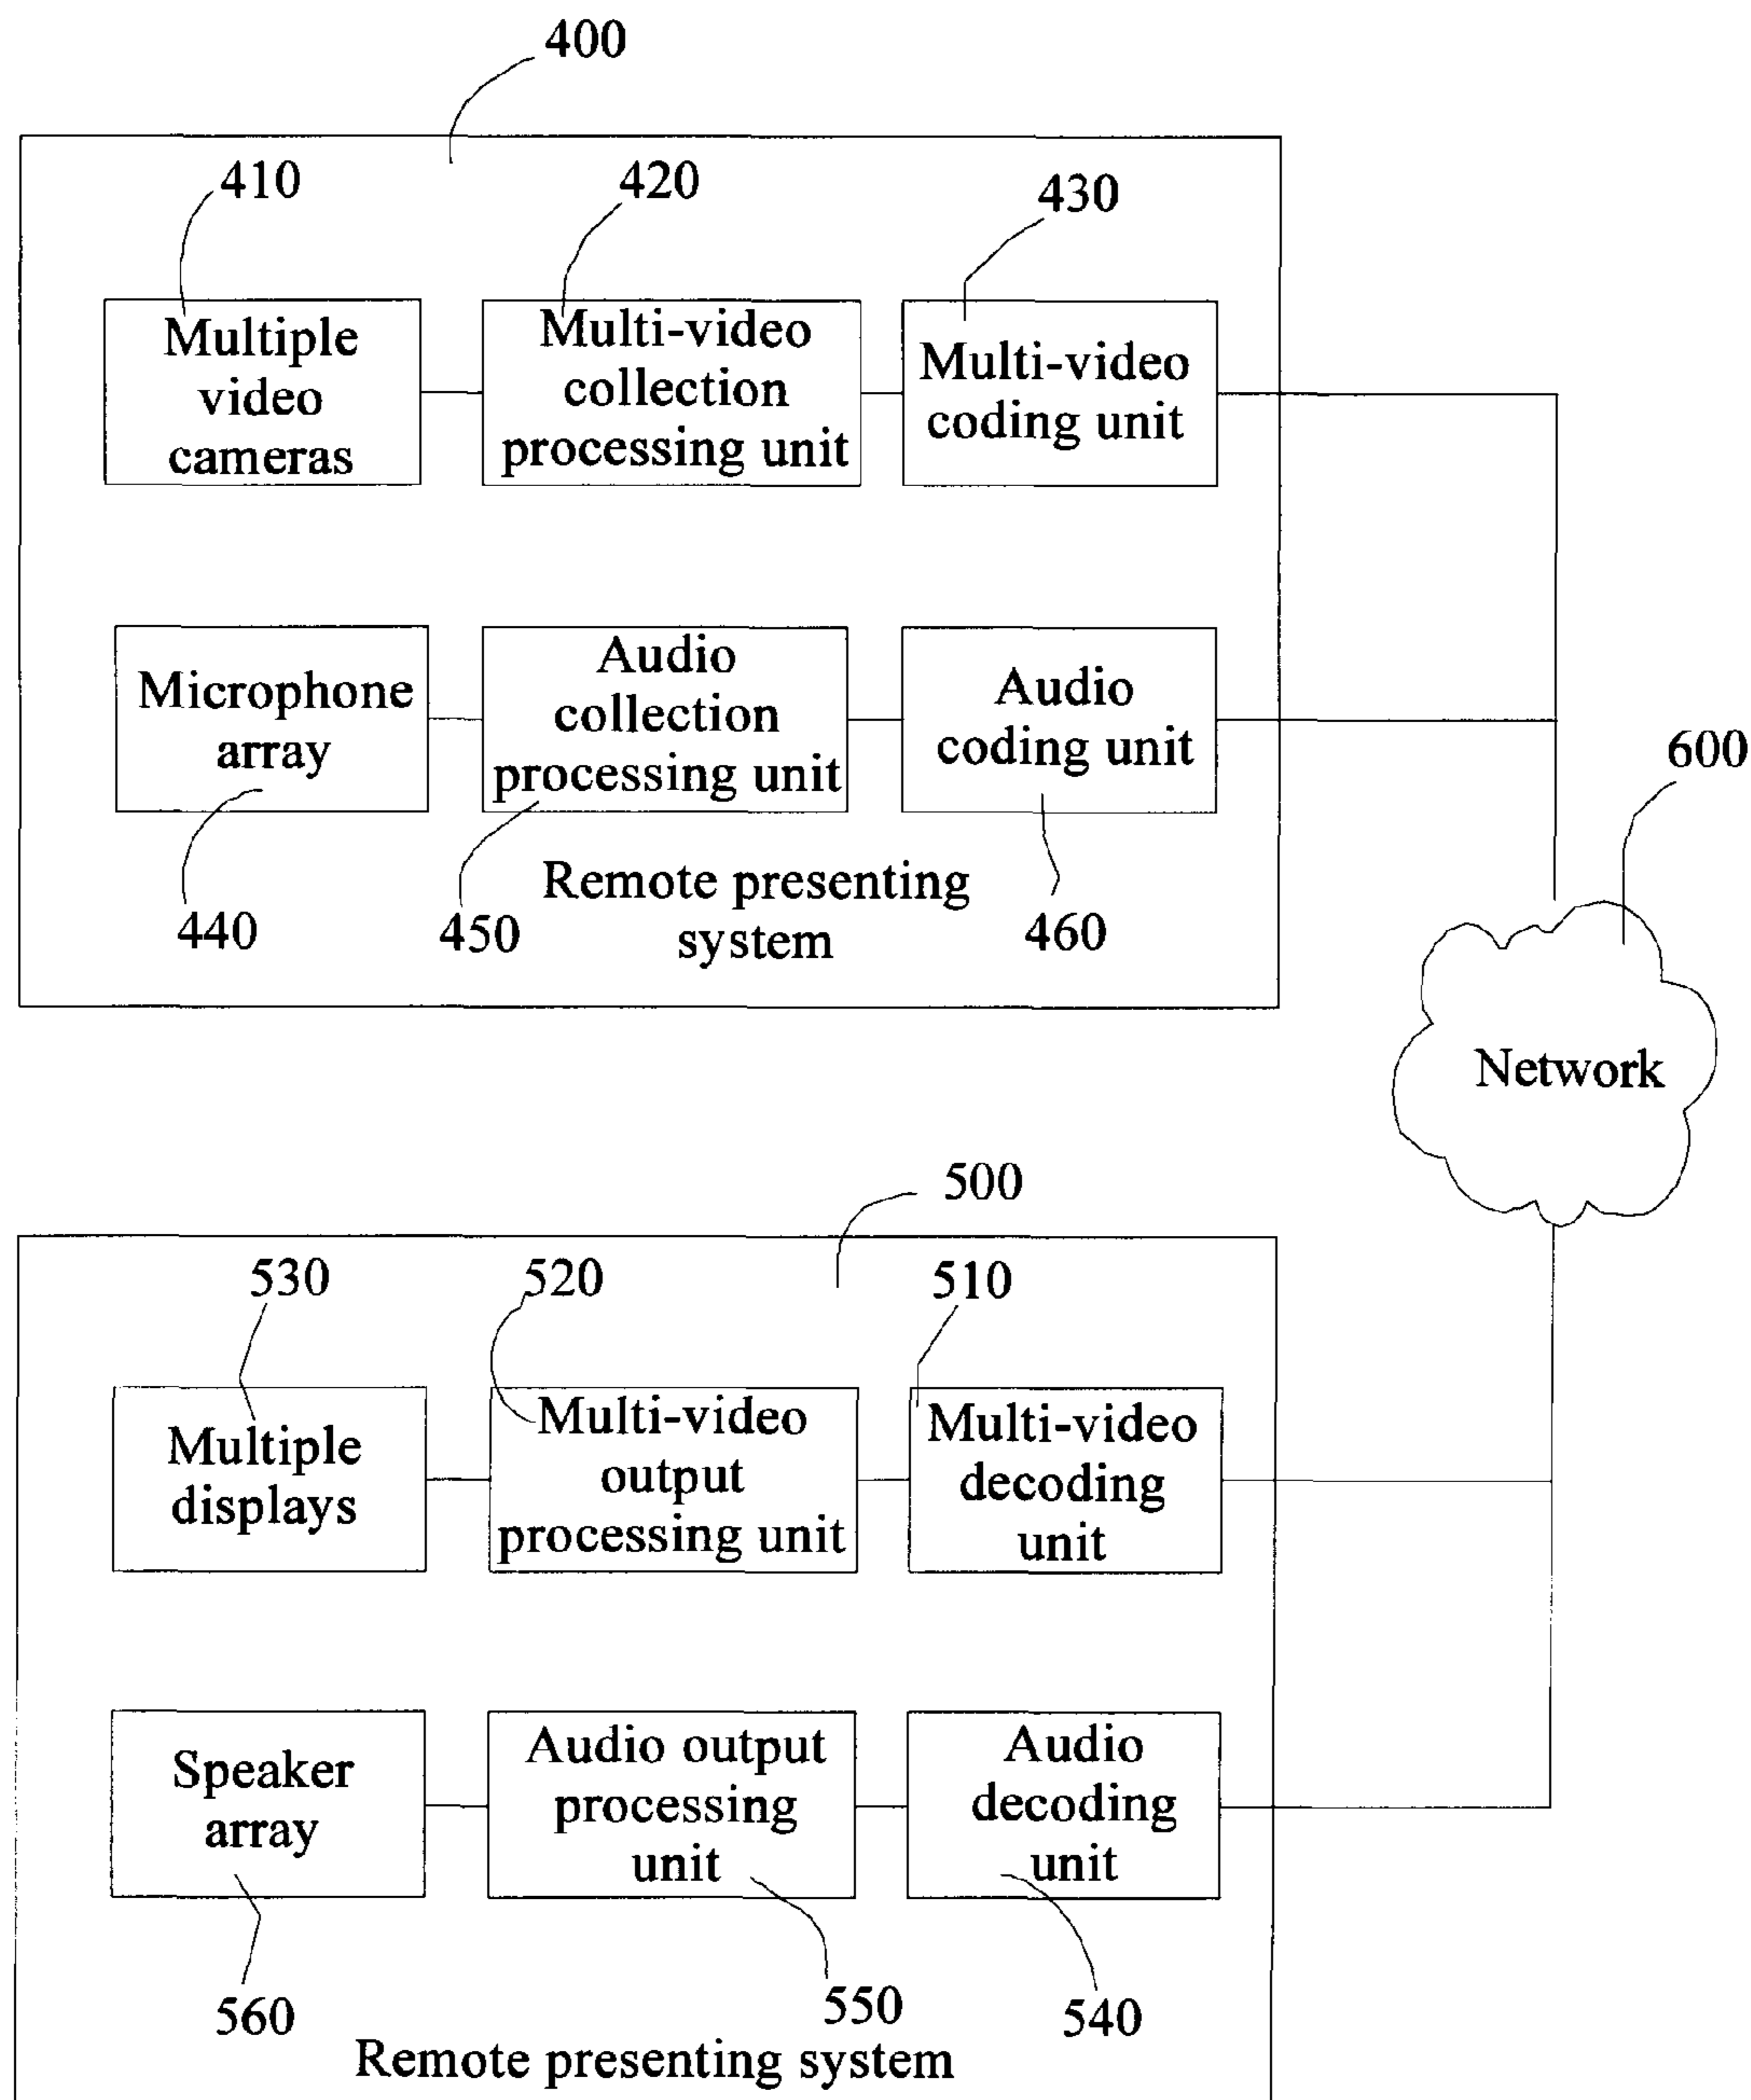 400
410
420
430
Multiple
video
cameras
Multi-video
collection
processing unit
Multi-video
coding unit
Microphone
array
Audio
collection
processing unit
Audio
coding unit
600
440
450
Remote presenting
system
460
Network
500
530
520
510
Multiple
displays
Multi-video
output
processing unit
Multi-video
decoding
unit
Speaker
array
Audio output
processing
unit
Audio
decoding
unit
560
550
540
Remote presenting system